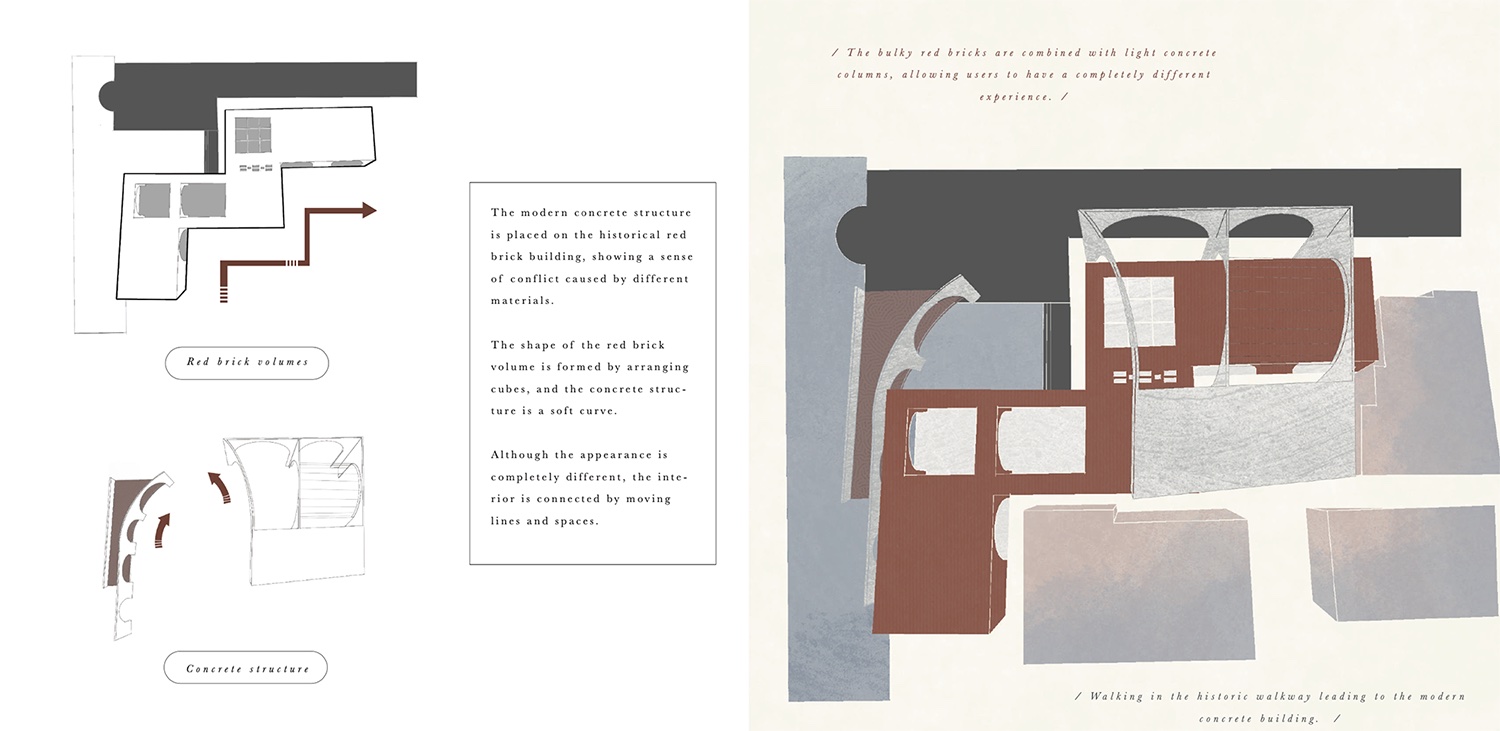 Red brick volumes
Concrete structure
The modern concrete structure
is placed on the historical red
brick building, showing a sense
of conflict caused by different
materials.
The shape of the red brick
volume is formed by arranging
cubes, and the concrete struc-
ture is a soft curve.
Although the appearance is
completely different, the inte-
rior is connected by moving
lines and spaces.
/ The bulky red bricks are combined with light concrete
columns, allowing users to have a completely different
experience. /
/ Walking in the historic walkway leading to the modern
concrete building. /